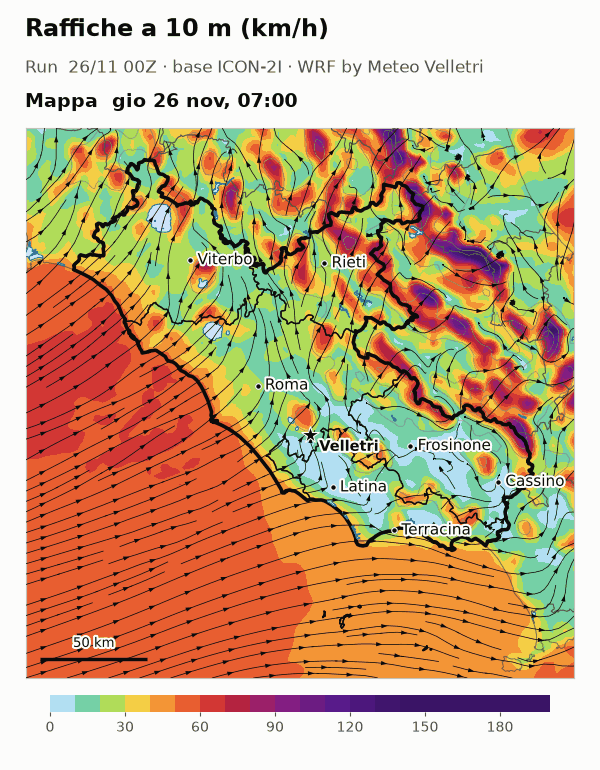 Raffiche a 10 m (km/h)
Run  26/11 00Z · base ICON-2I · WRF by Meteo Velletri
Mappa  gio 26 nov, 07:00
Viterbo
Rieti
Roma
Velletri
Frosinone
Cassino
Latina
Terracina
50 km
0 30 60 90 120 150 180